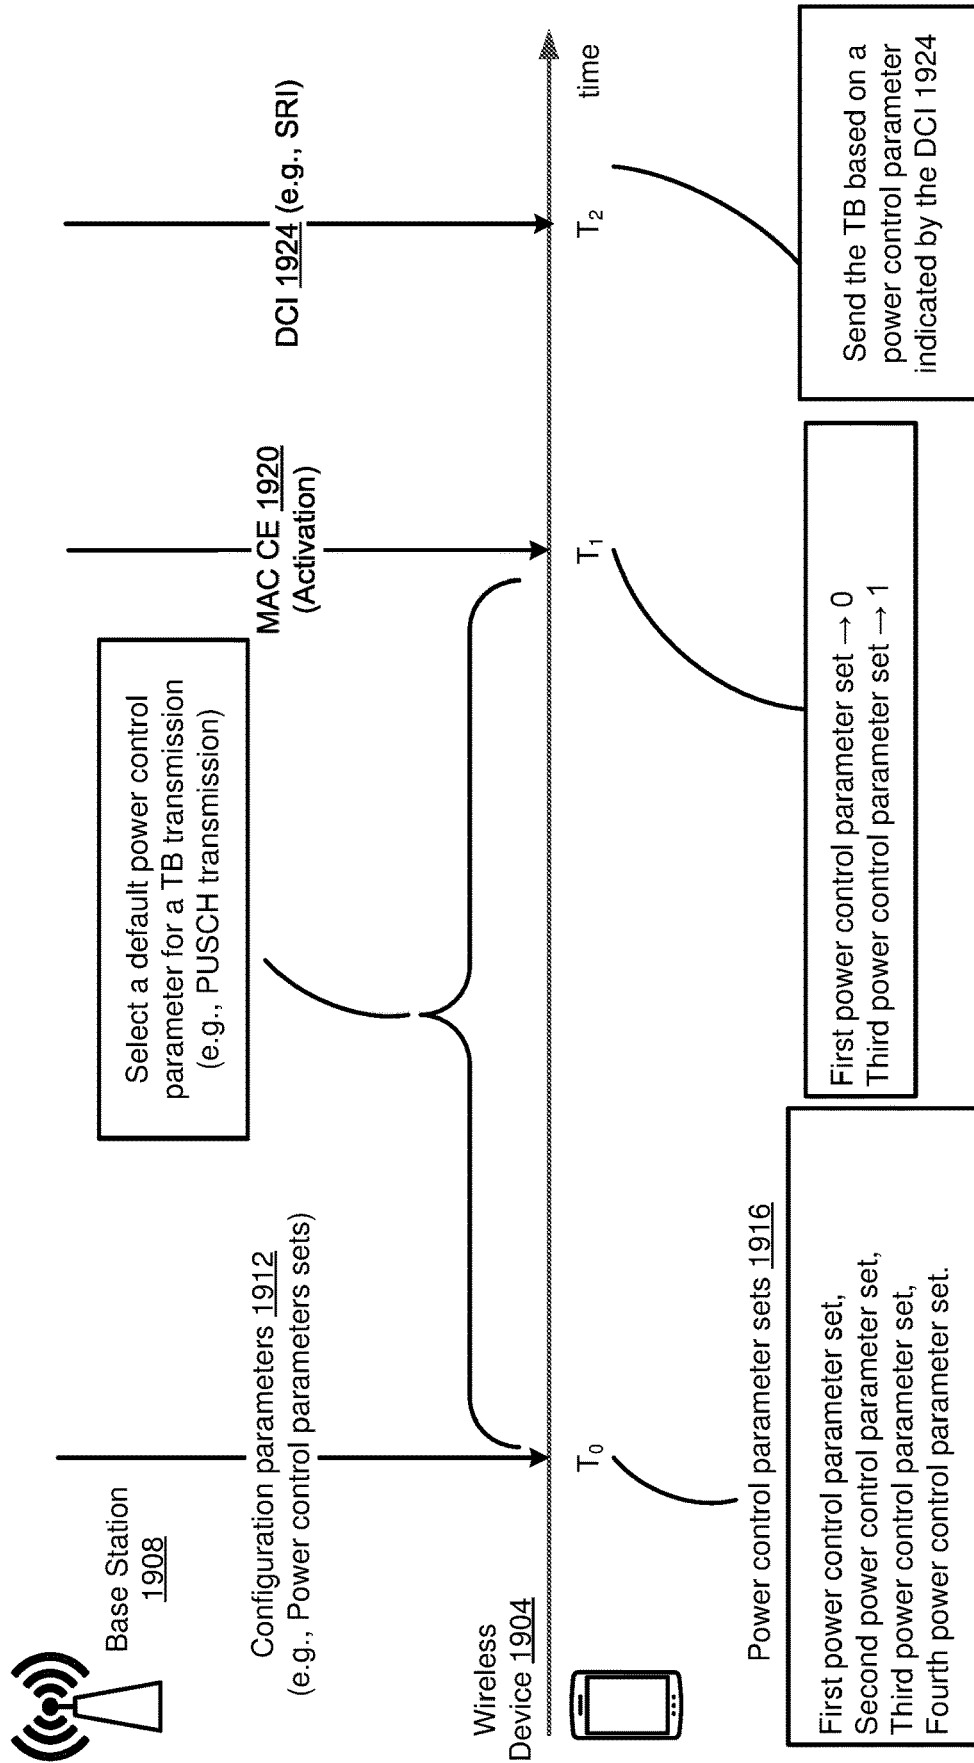 Base Station
1908
Configuration parameters 1912
(e.g., Power control parameters sets)
Select a default power control
parameter for a TB transmission
(e.g., PUSCH transmission)
MAC CE 1920
(Activation)
DCI 1924 (e.g., SRI)
Wireless
Device 1904
T0
T1
T2
time
Power control parameter sets 1916
First power control parameter set,
Second power control parameter set,
Third power control parameter set,
Fourth power control parameter set.
First power control parameter set → 0
Third power control parameter set → 1
Send the TB based on a
power control parameter
indicated by the DCI 1924